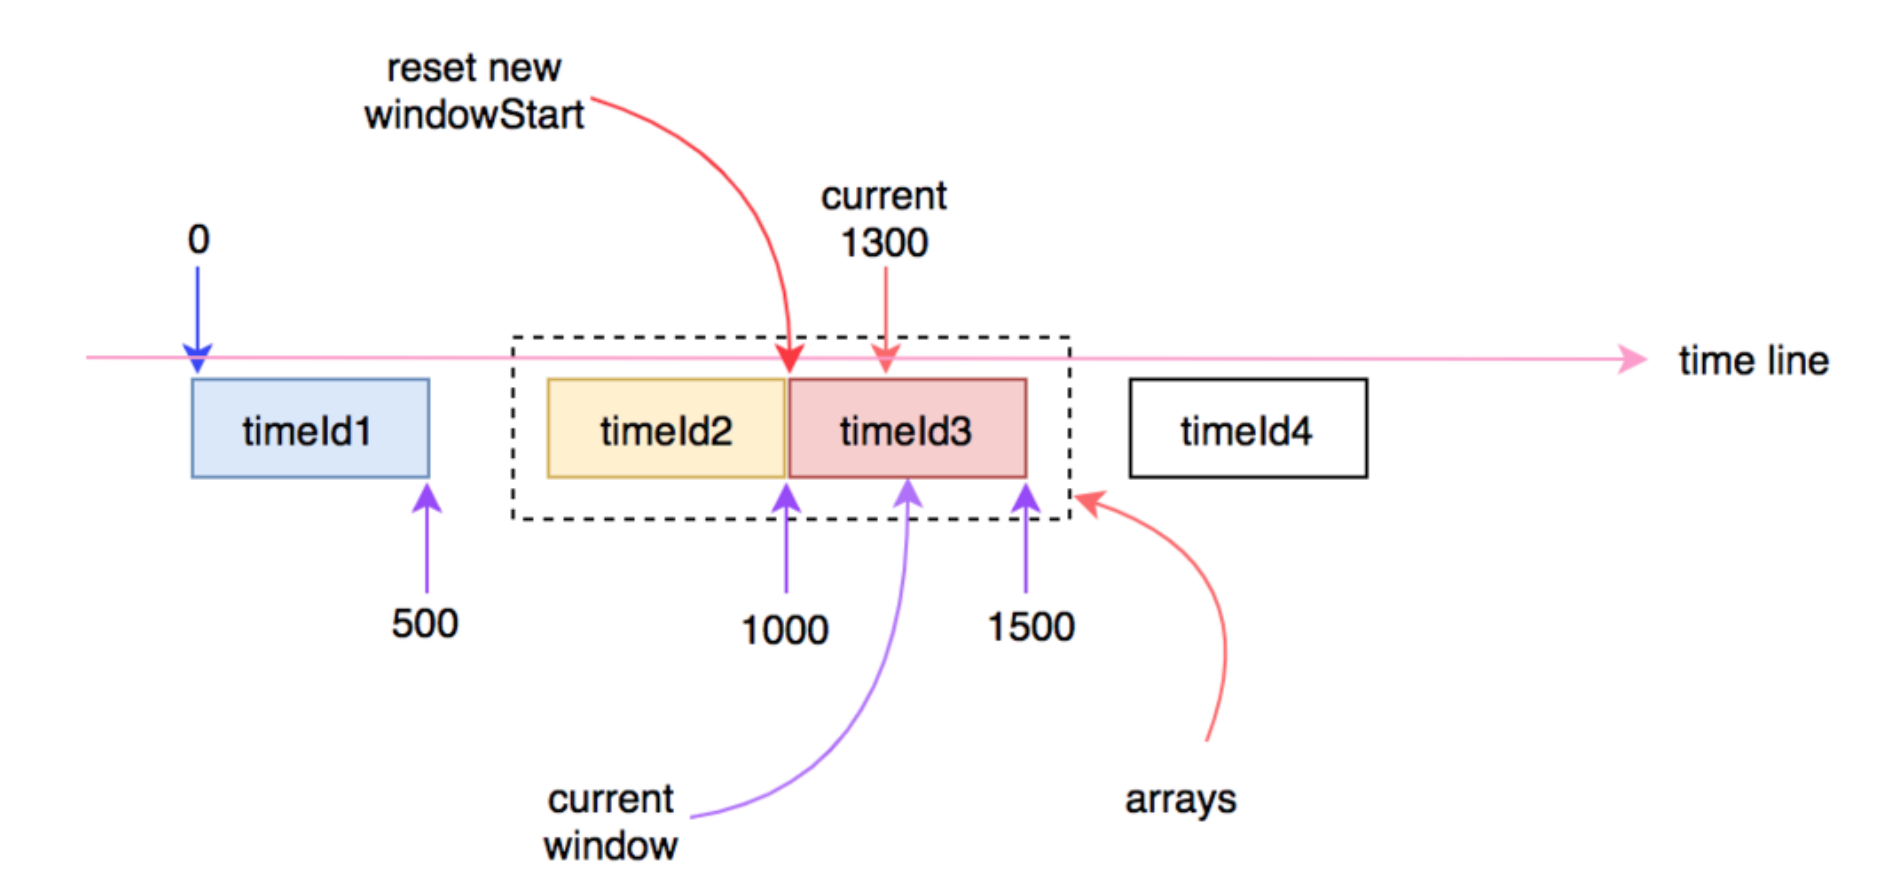 reset new
windowStart
current
1300
0
time line
timeId1
timeId2
timeId3
timeId4
500
1000
1500
current
window
arrays